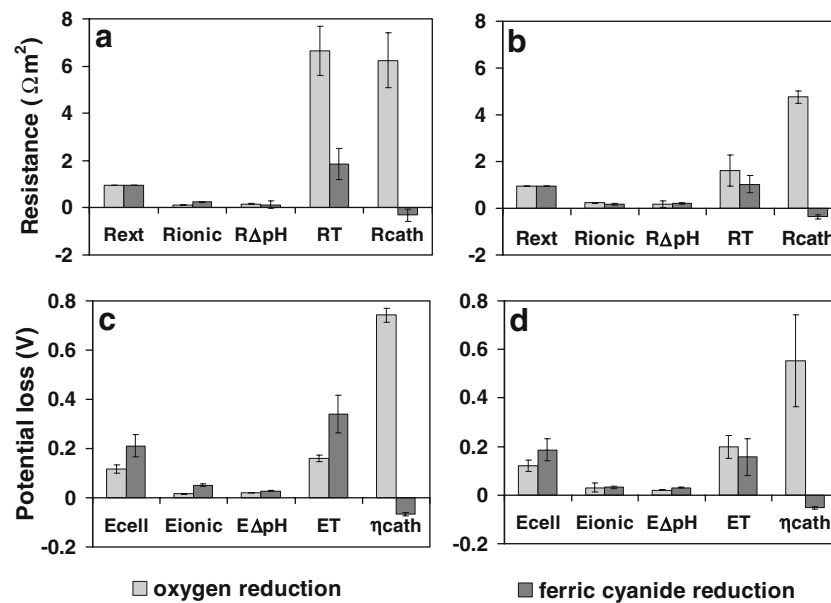 a
b
Resistance (Ωm²)
8
6
4
2
0
-2
Rext Rionic RΔpH RT Rcath
8
6
4
2
0
-2
Rext Rionic RΔpH RT Rcath
c
d
Potential loss (V)
0.8
0.6
0.4
0.2
0
-0.2
Ecell Eionic EΔpH ET ηcath
0.8
0.6
0.4
0.2
0
-0.2
Ecell Eionic EΔpH ET ηcath
oxygen reduction
ferric cyanide reduction